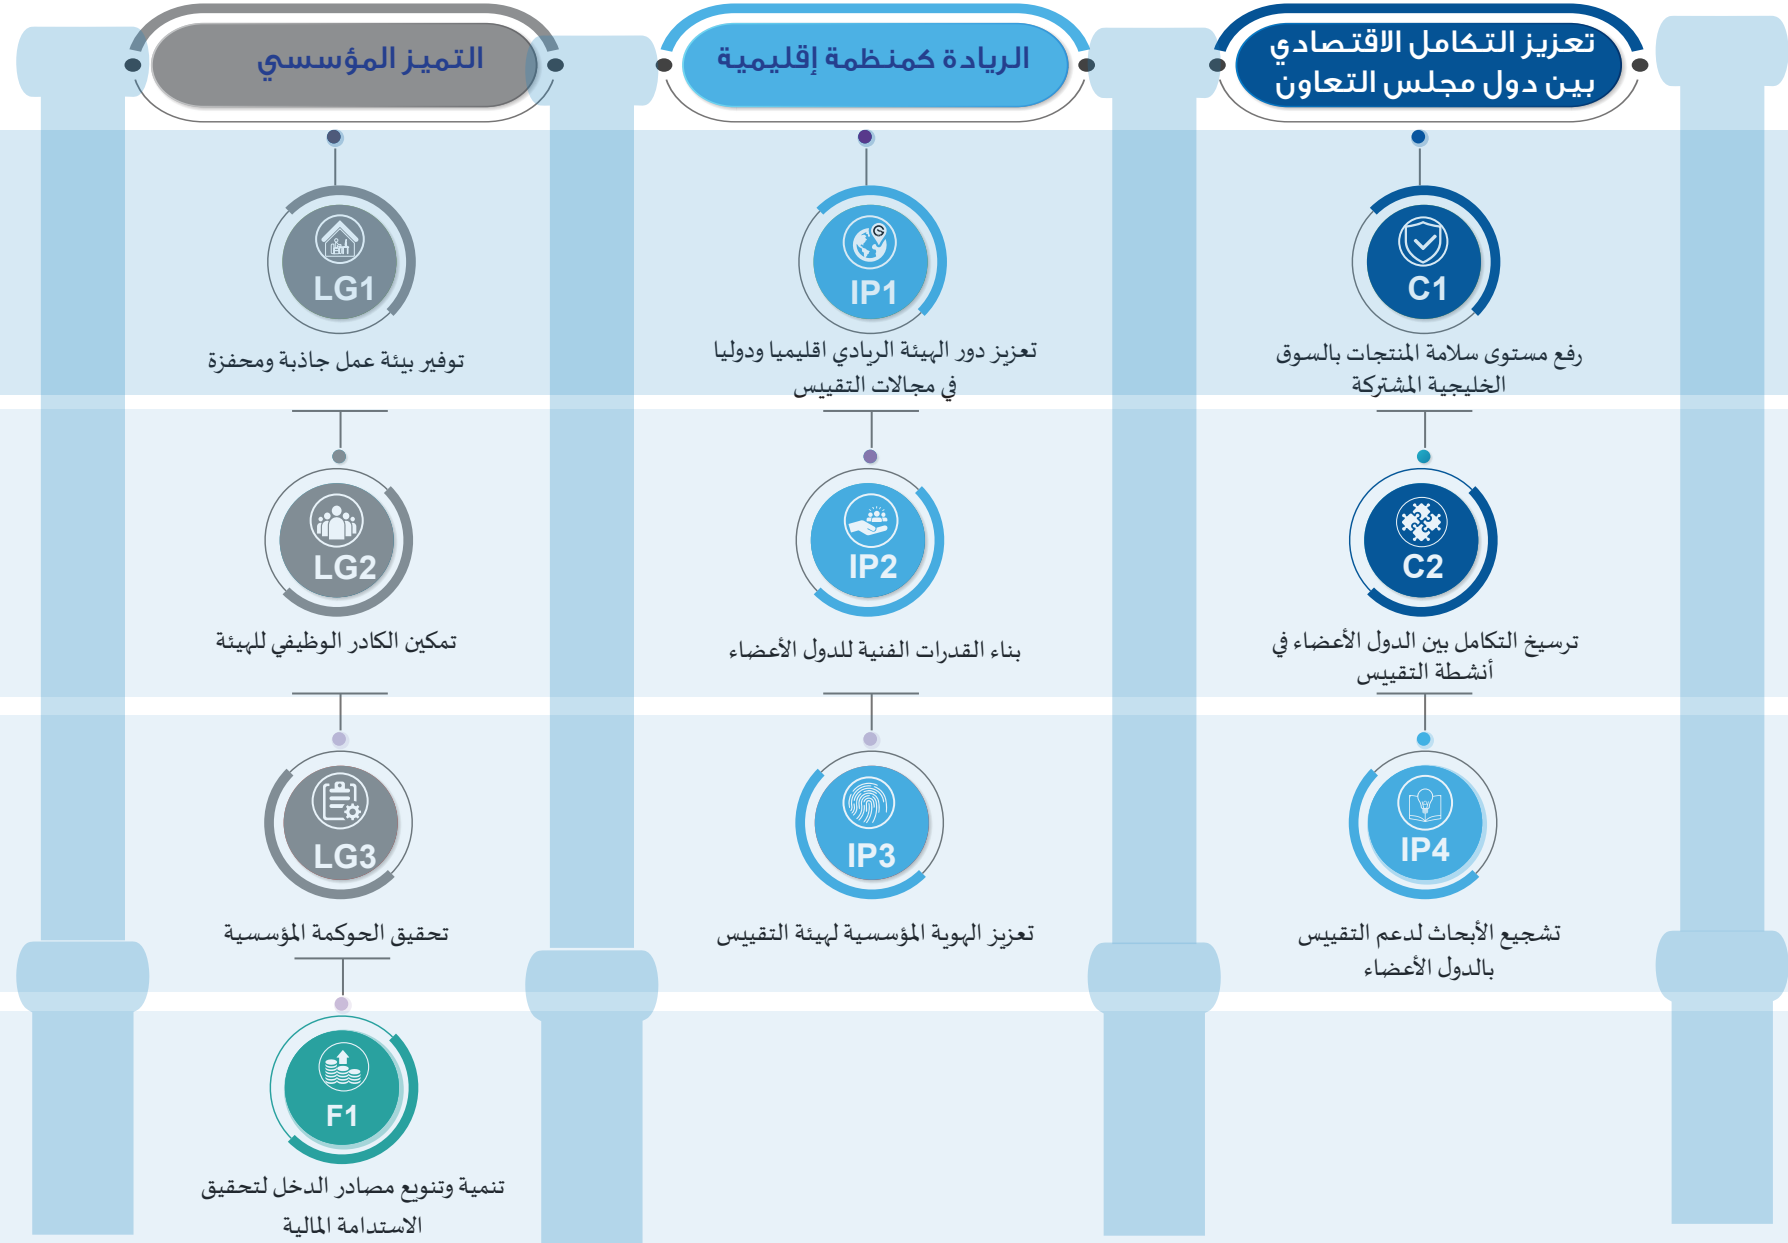 تعزيز التكامل الاقتصادي
بين دول مجلس التعاون
C1
رفع مستوى سلامة المنتجات بالسوق
الخليجية المشتركة
C2
ترسيخ التكامل بين الدول الأعضاء في
أنشطة التقييس
IP4
تشجيع الأبحاث لدعم التقييس
بالدول الأعضاء
الريادة كمنظمة إقليمية
IP1
تعزيز دور الهيئة الريادي اقليميا ودوليا
في مجالات التقييس
IP2
بناء القدرات الفنية للدول الأعضاء
IP3
تعزيز الهوية المؤسسية لهيئة التقييس
التميز المؤسسي
LG1
توفير بيئة عمل جاذبة ومحفزة
LG2
تمكين الكادر الوظيفي للهيئة
LG3
تحقيق الحوكمة المؤسسية
F1
تنمية وتنويع مصادر الدخل لتحقيق
الاستدامة المالية